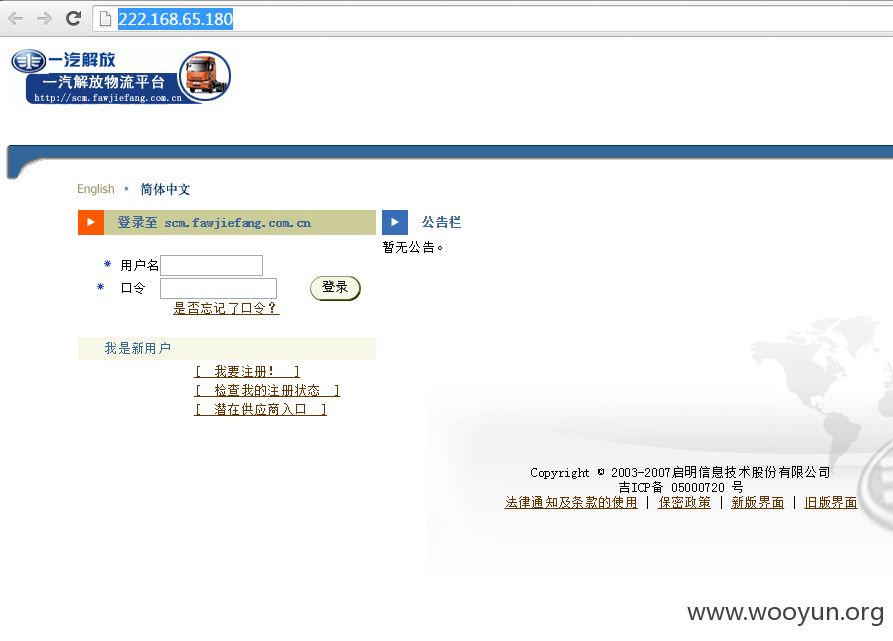 222.168.65.180
一汽解放
一汽解放物流平台
http://scm.fawjiefang.com.cn
English • 简体中文
登录至 scm.fawjiefang.com.cn
公告栏
暂无公告。
* 用户名
* 口令
登录
是否忘记了口令？
我是新用户
[ 我要注册! ]
[ 检查我的注册状态 ]
[ 潜在供应商入口 ]
Copyright © 2003-2007启明信息技术股份有限公司
吉ICP备 05000720 号
法律通知及条款的使用 | 保密政策 | 新版界面 | 旧版界面
www.wooyun.org